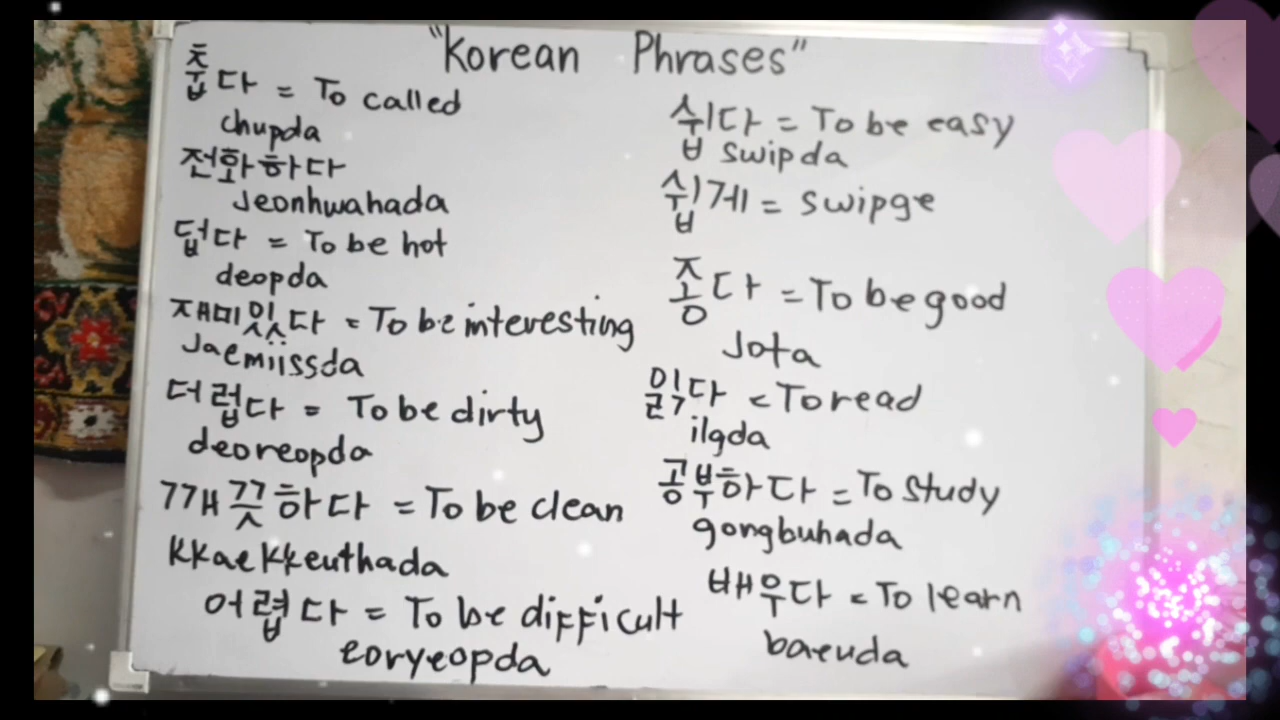 "Korean Phrases"
춥다 = To called
chupda
전화하다
Jeonhwahada
덥다 = To be hot
deopda
재미있다 = To be interesting
Jaemiissda
더럽다 = To be dirty
deoreopda
깨끗하다 = To be clean
kkaekkeuthada
어렵다 = To be difficult
eoryeopda
쉽다 = To be easy
swipda
쉽게 = swipge
종다 = To be good
Jota
읽다 = To read
ilgda
공부하다 = To study
gongbuhada
배우다 = To learn
baeuda